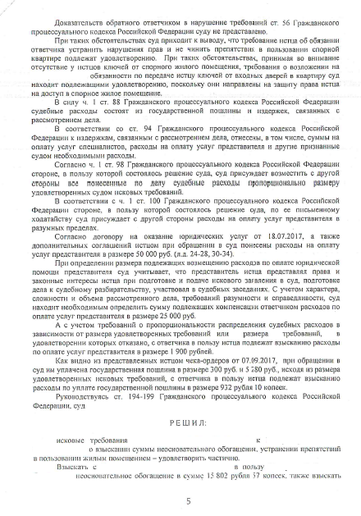 Доказательств обратного ответчиком в нарушение требований ст. 56 Гражданского
процессуального кодекса Российской Федерации суду не представлено.
При таких обстоятельствах суд приходит к выводу, что требование истца об обязании
ответчика устранить нарушения прав и не чинить препятствия в пользовании спорной
квартире подлежат удовлетворению. При таких обстоятельствах, принимая во внимание
отсутствие у истцов ключей от спорного жилого помещения, требование о возложении на
обязанности по передаче истцу ключей от входных дверей в квартиру суд
находит подлежащими удовлетворению, поскольку они направлены на защиту права истца
на доступ в спорное жилое помещение.
В силу ч. 1 ст. 88 Гражданского процессуального кодекса Российской Федерации
судебные расходы состоят из государственной пошлины и издержек, связанных с
рассмотрением дела.
В соответствии со ст. 94 Гражданского процессуального кодекса Российской
Федерации к издержкам, связанным с рассмотрением дела, отнесены, в том числе, суммы на
оплату услуг специалистов, расходы на оплату услуг представителя и другие признанные
судом необходимыми расходы.
Согласно ч. 1 ст. 98 Гражданского процессуального кодекса Российской Федерации
стороне, в пользу которой состоялось решение суда, суд присуждает возместить с другой
стороны все понесенные по делу судебные расходы пропорционально размеру
удовлетворенных судом исковых требований.
В соответствии с ч. 1 ст. 100 Гражданского процессуального кодекса Российской
Федерации стороне, в пользу которой состоялось решение суда, по ее письменному
ходатайству суд присуждает с другой стороны расходы на оплату услуг представителя в
разумных пределах.
Согласно договору на оказание юридических услуг от 18.07.2017, а также
дополнительных соглашений истцом при обращении в суд понесены расходы на оплату
услуг представителя в размере 50 000 руб. (л.д. 24-28, 30-34).
При определении размера подлежащих возмещению расходов по оплате юридической
помощи представителя суд учитывает, что представитель истца представлял права и
законные интересы истца при подготовке и подаче искового заявления в суд, подготовке
дела к судебному разбирательству, участвовал в судебных заседаниях. С учетом характера,
сложности и объема рассмотренного дела, требований разумности и справедливости, суд
находит необходимым определить сумму подлежащих компенсации ответчиком расходов по
оплате услуг представителя в размере 25 000 руб.
А с учетом требований о пропорциональности распределения судебных расходов в
зависимости от размера удовлетворенных требований или размера требований, в
удовлетворении которых отказано, с ответчика в пользу истца подлежат взысканию расходы
по оплате услуг представителя в размере 1 900 рублей.
Как видно из представленных истцом чека-ордеров от 07.09.2017, при обращении в
суд им уплачена государственная пошлина в размере 300 руб. и 5 280 руб., исходя из размера
удовлетворенных исковых требований, с ответчика в пользу истца подлежат взысканию
расходы по уплате государственной пошлины в размере 932 рубля 10 копеек.
Руководствуясь ст. 194-199 Гражданского процессуального кодекса Российской
Федерации, суд
РЕШИЛ:
исковые требования к
о взыскании суммы неосновательного обогащения, устранении препятствий
в пользовании жилым помещением – удовлетворить частично.
Взыскать с в пользу
неосновательное обогащение в сумме 15 802 рубля 37 копеек, также взыскать
5